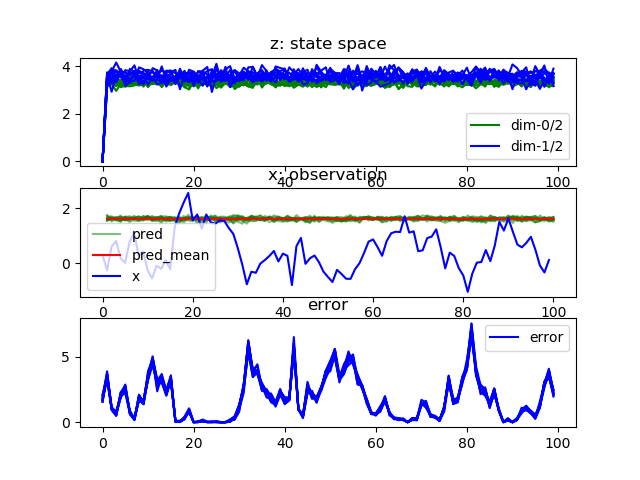 z: state space
4
2
0
dim-0/2
dim-1/2
0 20 40 60 80 100
x: observation
2
0
pred
pred_mean
x
0 20 40 60 80 100
error
5
0
error
0 20 40 60 80 100